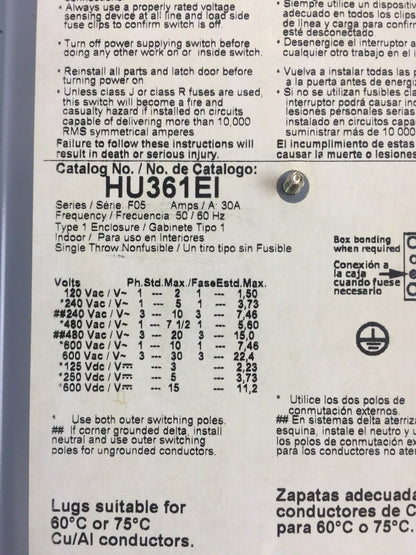 • Always use a properly rated voltage
sensing device at all line and load side
fuse clips to confirm switch is off.
• Turn off power supplying switch before
doing any other work on or inside switch.
• Reinstall all parts and latch door before
turning power on
• Unless class J or class R fuses are used,
this switch will become a fire and
casualty hazard if installed on circuits
capable of delivering more than 10,000
RMS symmetrical amperes
Failure to follow these instructions will
result in death or serious injury.
• Siempre utilice un dispositiv
adecuado en todos los clips
de línea y carga para confirm
esté desconectado
• Desenergice el interruptor a
cualquier otro trabajo en el i
• Vuelva a instalar todas las p
a la puerta antes de energiz
• Si no se utilizan fusibles cla
interruptor podrá causar inc
lesiones personales serias
instalado en circuitos capa
suministrar más de 10 000
El incumplimiento de estas
causar la muerte o lesiones
Catalog No. / No. de Catalogo:
HU361EI
Series / Série F05 Amps / A 30A
Frequency / Frecuencia 50 / 60 Hz
Type 1 Enclosure / Gabinete Tipo 1
Indoor / Para uso en Interiores
Single Throw Nonfusible / Un tiro tipo sin Fusible
Box bonding
when required
Conexión a
la caja
cuando fuese
necesario
Volts Ph.Std.Max./FaseEstd.Max.
120 Vac / V~ 1 --- 2 1 --- 1,50
*240 Vac / V~ 1 --- 5 1 --- 3,73
##240 Vac / V~ 3 --- 10 3 --- 7,46
*480 Vac / V~ 1 --- 7 1/2 1 --- 5,60
##480 Vac / V~ 3 --- 20 3 --- 15,0
*600 Vac / V~ 1 --- 10 1 --- 7,46
600 Vac / V~ 3 --- 30 3 --- 22,4
*125 Vdc / V⎓ --- 3 --- 2,23
*250 Vdc / V⎓ --- 5 --- 3,73
*600 Vdc / V⎓ --- 15 --- 11,2
* Use both outer switching poles.
## If corner grounded delta, install
neutral and use outer switching
poles for ungrounded conductors.
* Utilice los dos polos de
conmutación externos.
## En sistemas delta aterriz
esquina, instale el neutro y u
los polos de conmutación ex
para los conductores no ater
Lugs suitable for
60°C or 75°C
Cu/Al conductors.
Zapatas adecuada
conductores de C
para 60°C o 75°C.